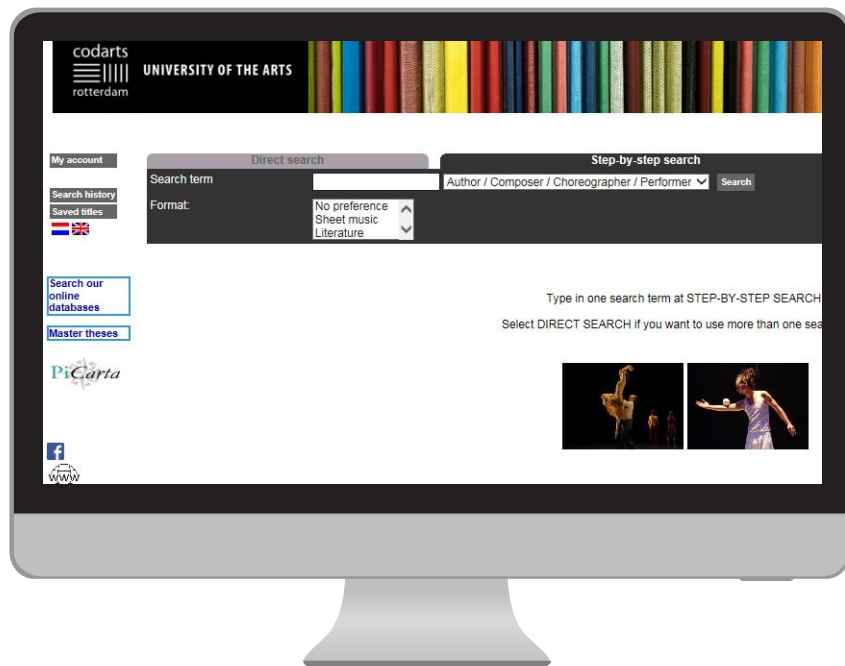 codarts
UNIVERSITY OF THE ARTS
rotterdam
My account
Search history
Saved titles
Direct search
Step-by-step search
Search term
Author / Composer / Choreographer / Performer
Search
Format:
No preference
Sheet music
Literature
Search our
online
databases
Master theses
PiCarta
www
Type in one search term at STEP-BY-STEP SEARCH
Select DIRECT SEARCH if you want to use more than one sea